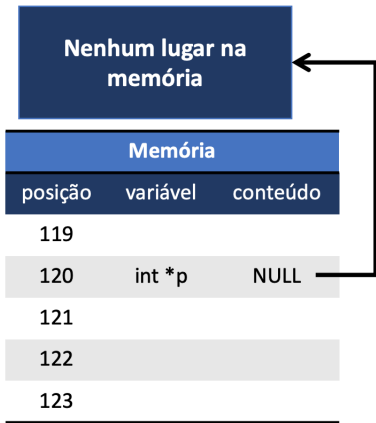 Nenhum lugar na
memória
Memória
posição variável conteúdo
119
120 int *p NULL
121
122
123